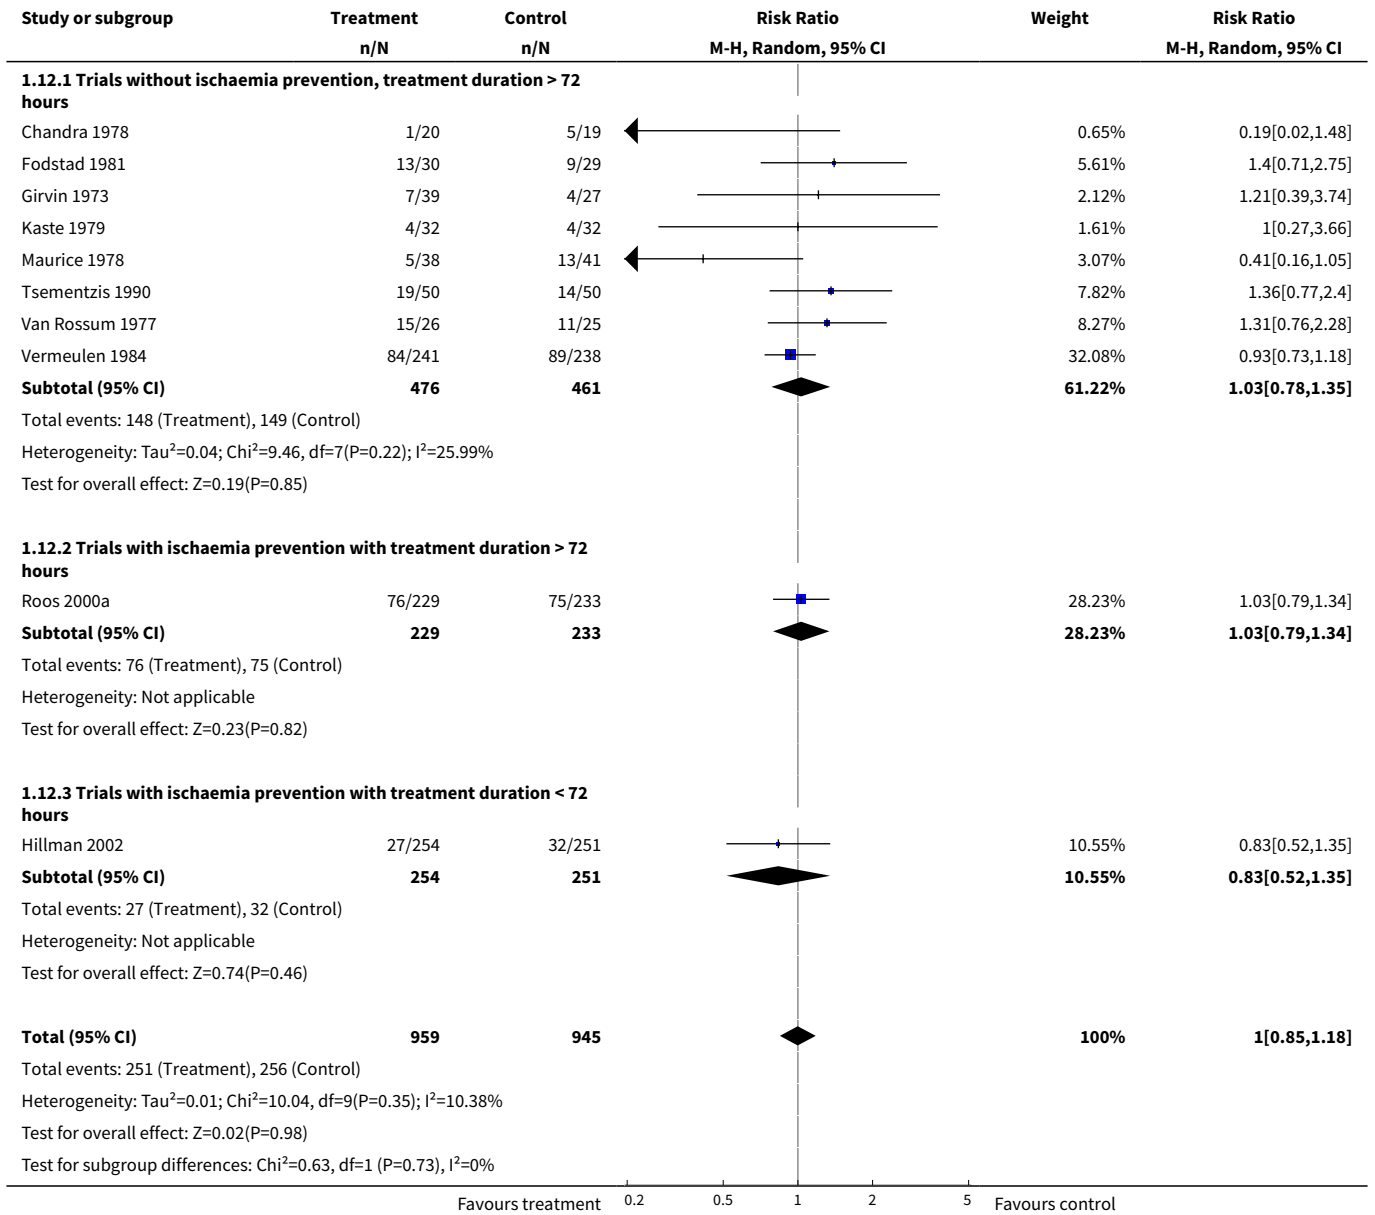 Study or subgroup Treatment Control Risk Ratio Weight Risk Ratio
n/N n/N M-H, Random, 95% CI M-H, Random, 95% CI
1.12.1 Trials without ischaemia prevention, treatment duration > 72
hours
Chandra 1978 1/20 5/19 0.65% 0.19[0.02,1.48]
Fodstad 1981 13/30 9/29 5.61% 1.4[0.71,2.75]
Girvin 1973 7/39 4/27 2.12% 1.21[0.39,3.74]
Kaste 1979 4/32 4/32 1.61% 1[0.27,3.66]
Maurice 1978 5/38 13/41 3.07% 0.41[0.16,1.05]
Tsementzis 1990 19/50 14/50 7.82% 1.36[0.77,2.4]
Van Rossum 1977 15/26 11/25 8.27% 1.31[0.76,2.28]
Vermeulen 1984 84/241 89/238 32.08% 0.93[0.73,1.18]
Subtotal (95% CI) 476 461 61.22% 1.03[0.78,1.35]
Total events: 148 (Treatment), 149 (Control)
Heterogeneity: Tau²=0.04; Chi²=9.46, df=7(P=0.22); I²=25.99%
Test for overall effect: Z=0.19(P=0.85)
1.12.2 Trials with ischaemia prevention with treatment duration > 72
hours
Roos 2000a 76/229 75/233 28.23% 1.03[0.79,1.34]
Subtotal (95% CI) 229 233 28.23% 1.03[0.79,1.34]
Total events: 76 (Treatment), 75 (Control)
Heterogeneity: Not applicable
Test for overall effect: Z=0.23(P=0.82)
1.12.3 Trials with ischaemia prevention with treatment duration < 72
hours
Hillman 2002 27/254 32/251 10.55% 0.83[0.52,1.35]
Subtotal (95% CI) 254 251 10.55% 0.83[0.52,1.35]
Total events: 27 (Treatment), 32 (Control)
Heterogeneity: Not applicable
Test for overall effect: Z=0.74(P=0.46)
Total (95% CI) 959 945 100% 1[0.85,1.18]
Total events: 251 (Treatment), 256 (Control)
Heterogeneity: Tau²=0.01; Chi²=10.04, df=9(P=0.35); I²=10.38%
Test for overall effect: Z=0.02(P=0.98)
Test for subgroup differences: Chi²=0.63, df=1 (P=0.73), I²=0%
Favours treatment 0.2 0.5 1 2 5 Favours control